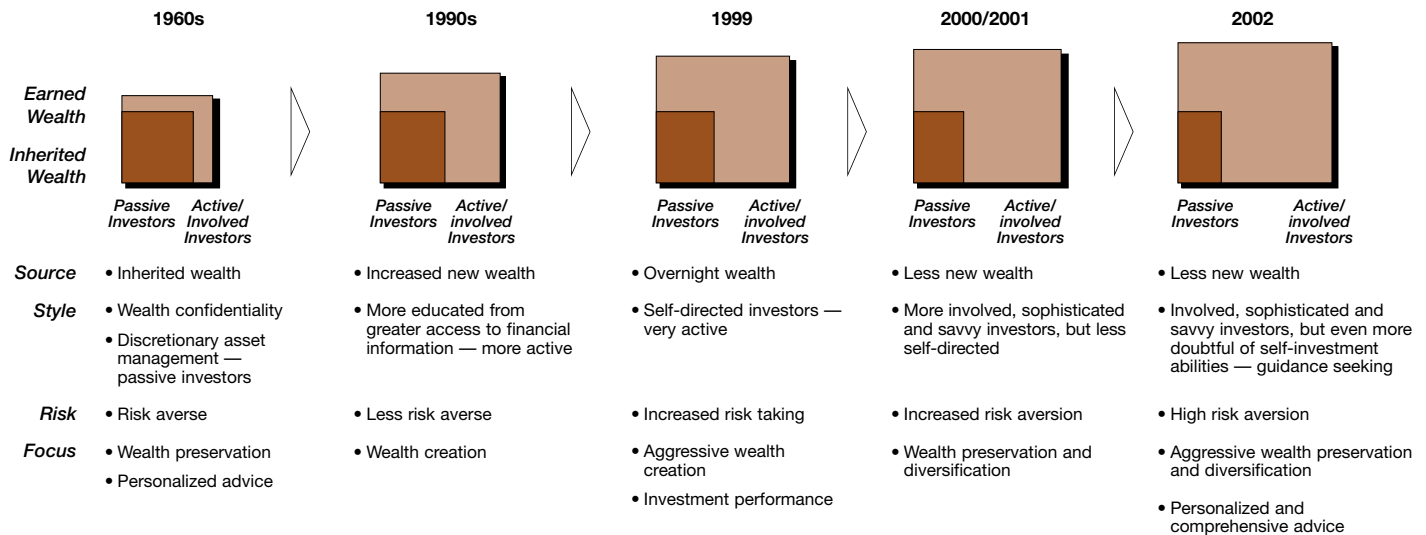 1960s
1990s
1999
2000/2001
2002
Earned
Wealth
Inherited
Wealth
Passive
Investors
Active/
Involved
Investors
Passive
Investors
Active/
involved
Investors
Passive
Investors
Active/
involved
Investors
Passive
Investors
Active/
involved
Investors
Passive
Investors
Active/
involved
Investors
Source
• Inherited wealth
• Increased new wealth
• Overnight wealth
• Less new wealth
• Less new wealth
Style
• Wealth confidentiality
• Discretionary asset
management —
passive investors
• More educated from
greater access to financial
information — more active
• Self-directed investors —
very active
• More involved, sophisticated
and savvy investors, but less
self-directed
• Involved, sophisticated and
savvy investors, but even more
doubtful of self-investment
abilities — guidance seeking
Risk
• Risk averse
• Less risk averse
• Increased risk taking
• Increased risk aversion
• High risk aversion
Focus
• Wealth preservation
• Personalized advice
• Wealth creation
• Aggressive wealth
creation
• Investment performance
• Wealth preservation and
diversification
• Aggressive wealth preservation
and diversification
• Personalized and
comprehensive advice